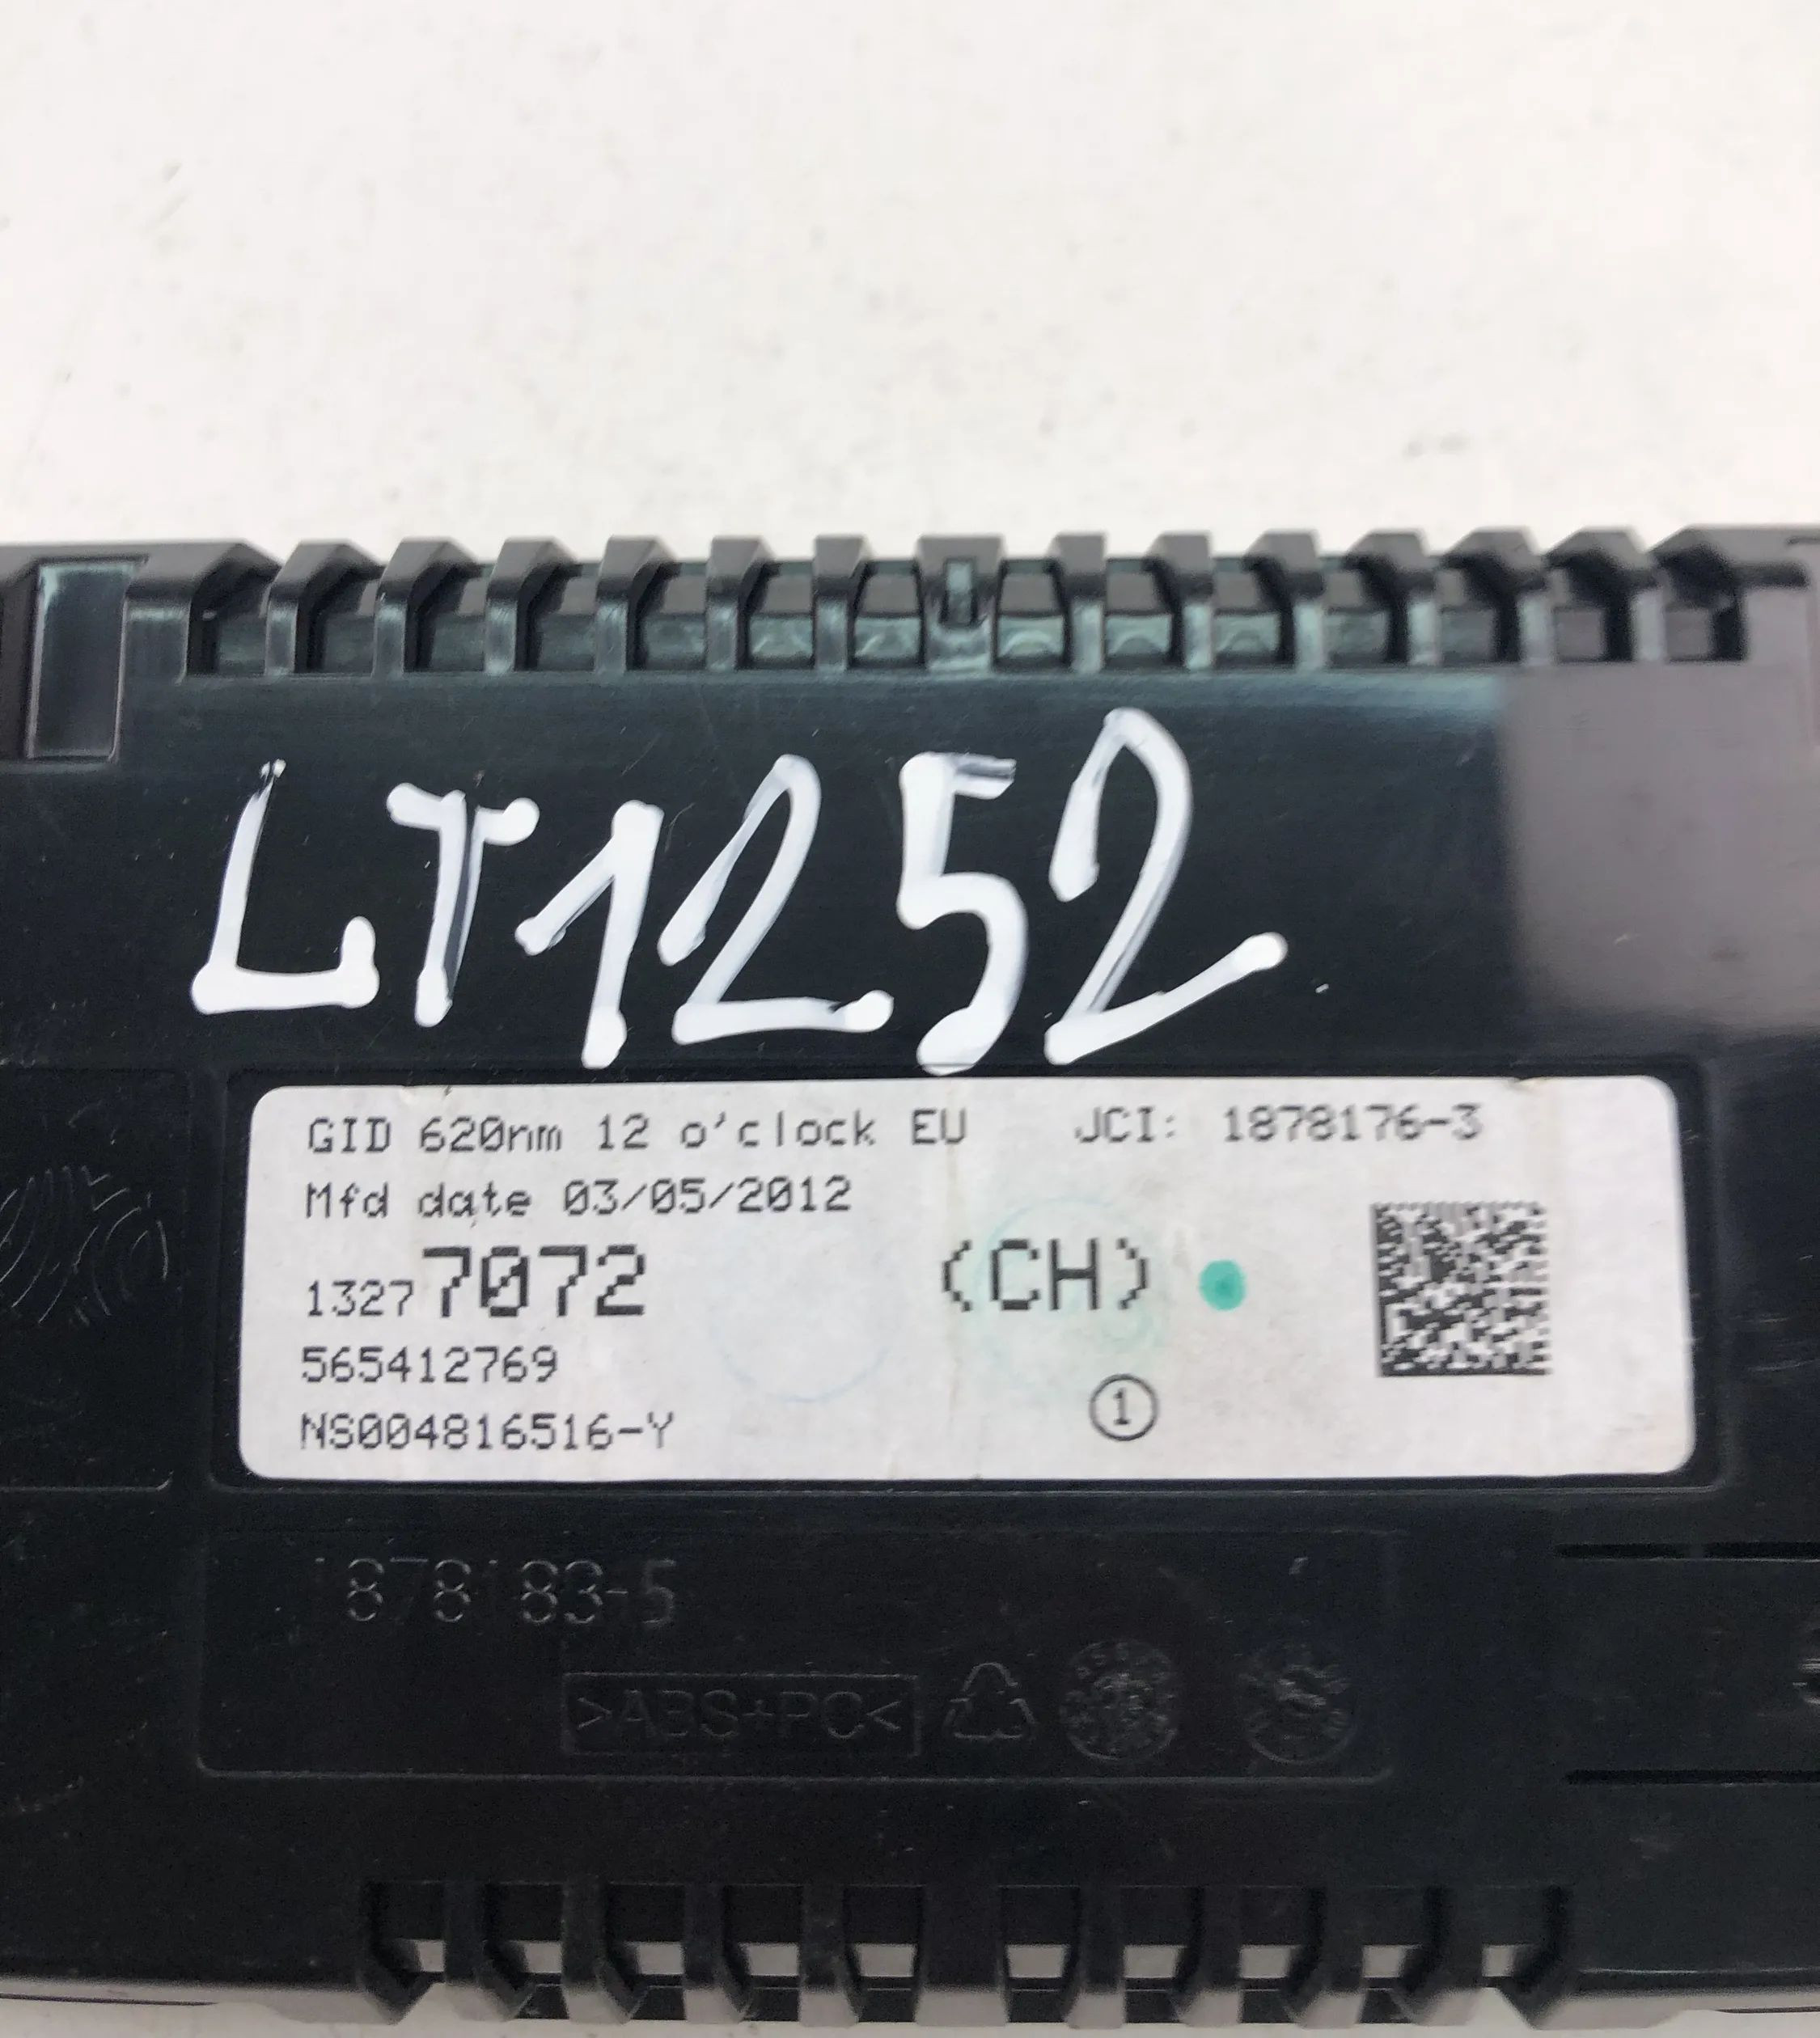 LT1252
GID 620nm 12 o'clock EU JCI: 1878176-3
Mfd date 03/05/2012
13277072 (CH)
565412769
NS004816516-Y
1
1878183-5
>ABS+PC<